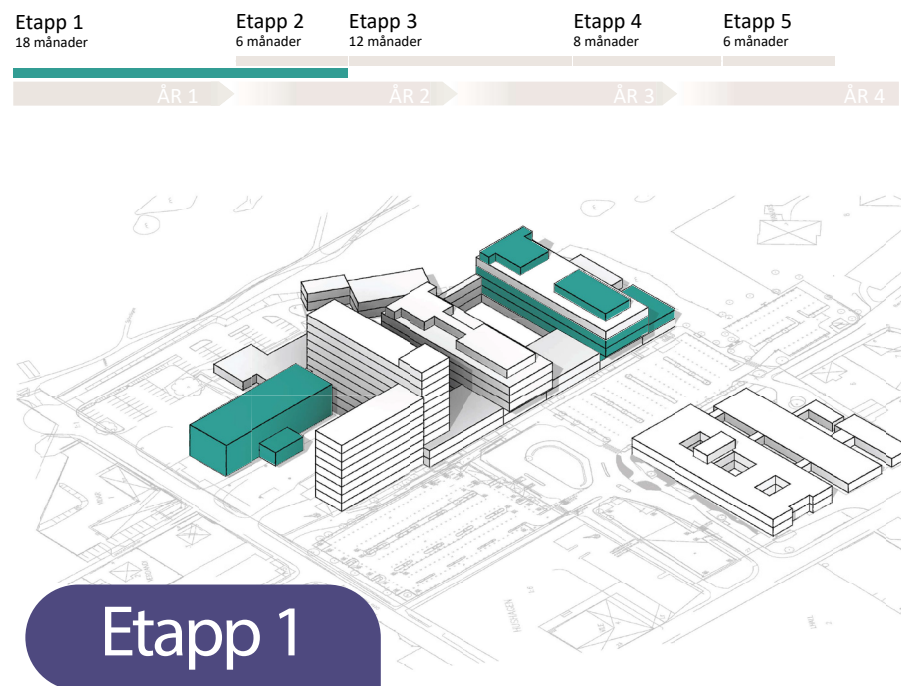 Etapp 1
18 månader
Etapp 2
6 månader
Etapp 3
12 månader
Etapp 4
8 månader
Etapp 5
6 månader
ÅR 1
ÅR 2
ÅR 3
ÅR 4
Etapp 1